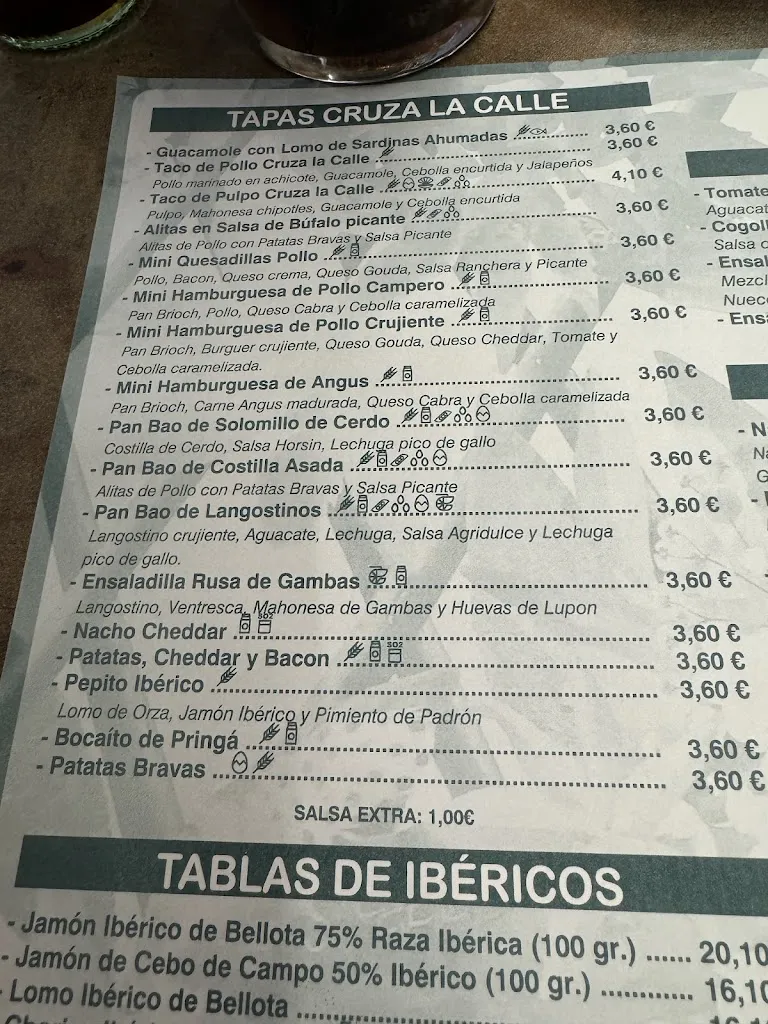 TAPAS CRUZA LA CALLE
- Guacamole con Lomo de Sardinas Ahumadas ........ 3,60 €
- Taco de Pollo Cruza la Calle ........ 3,60 €
Pollo marinado en achicote, Guacamole, Cebolla encurtida y Jalapeños
- Taco de Pulpo Cruza la Calle ........ 4,10 €
Pulpo, Mahonesa chipotles, Guacamole y Cebolla encurtida
- Alitas en Salsa de Búfalo picante ........ 3,60 €
Alitas de Pollo con Patatas Bravas y Salsa Picante
- Mini Quesadillas Pollo ........ 3,60 €
Pollo, Bacon, Queso crema, Queso Gouda, Salsa Ranchera y Picante
- Mini Hamburguesa de Pollo Campero ........ 3,60 €
Pan Brioch, Pollo, Queso Cabra y Cebolla caramelizada
- Mini Hamburguesa de Pollo Crujiente ........ 3,60 €
Pan Brioch, Burguer crujiente, Queso Gouda, Queso Cheddar, Tomate y
Cebolla caramelizada.
- Mini Hamburguesa de Angus ........ 3,60 €
Pan Brioch, Carne Angus madurada, Queso Cabra y Cebolla caramelizada
- Pan Bao de Solomillo de Cerdo ........ 3,60 €
Costilla de Cerdo, Salsa Horsin, Lechuga pico de gallo
- Pan Bao de Costilla Asada ........ 3,60 €
Alitas de Pollo con Patatas Bravas y Salsa Picante
- Pan Bao de Langostinos ........ 3,60 €
Langostino crujiente, Aguacate, Lechuga, Salsa Agridulce y Lechuga
pico de gallo.
- Ensaladilla Rusa de Gambas ........ 3,60 €
Langostino, Ventresca, Mahonesa de Gambas y Huevas de Lupon
- Nacho Cheddar SO2 ........ 3,60 €
- Patatas, Cheddar y Bacon SO2 ........ 3,60 €
- Pepito Ibérico ........ 3,60 €
Lomo de Orza, Jamón Ibérico y Pimiento de Padrón
- Bocaíto de Pringá ........ 3,60 €
- Patatas Bravas ........ 3,60 €
SALSA EXTRA: 1,00€
TABLAS DE IBÉRICOS
- Jamón Ibérico de Bellota 75% Raza Ibérica (100 gr.) ...... 20,10
- Jamón de Cebo de Campo 50% Ibérico (100 gr.) ............ 16,10
- Lomo Ibérico de Bellota ........
- Tomate
Aguacat
- Cogoll
Salsa
- Ensal
Mezcl
Nuec
- Ensa